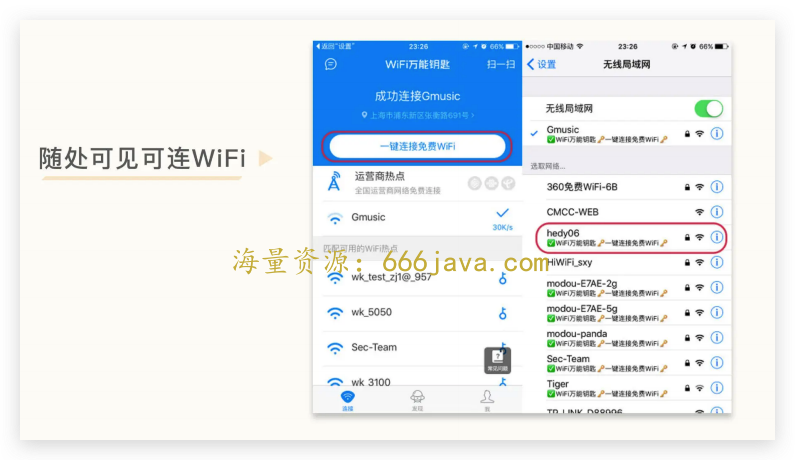 随处可见可连WiFi
返回“设置”
23:26
66%
WiFi万能钥匙
扫一扫
成功连接Gmusic
上海市浦东新区张衡路691号
一键连接免费WiFi
运营商热点
全国运营商网络免费连接
Gmusic
30K/s
匹配可用的WiFi热点
wk_test_zj1@_957
wk_5050
Sec-Team
常见问题
wk_3100
连接
发现
我
中国移动
23:26
66%
设置
无线局域网
无线局域网
Gmusic
✅WiFi万能钥匙🔑一键连接免费WiFi🔑
选取网络...
360免费WiFi-6B
CMCC-WEB
hedy06
✅WiFi万能钥匙🔑一键连接免费WiFi🔑
HiWiFi_sxy
modou-E7AE-2g
✅WiFi万能钥匙🔑一键连接免费WiFi🔑
modou-E7AE-5g
✅WiFi万能钥匙🔑一键连接免费WiFi🔑
modou-panda
✅WiFi万能钥匙🔑一键连接免费WiFi🔑
Sec-Team
✅WiFi万能钥匙🔑一键连接免费WiFi🔑
Tiger
✅WiFi万能钥匙🔑一键连接免费WiFi🔑
TP-LINK_D88996
海量资源：666java.com